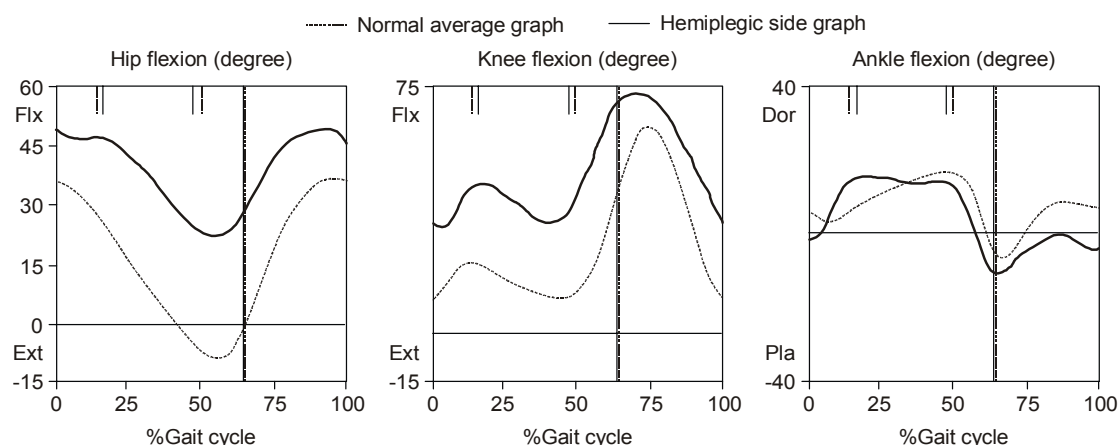 Normal average graph Hemiplegic side graph
Hip flexion (degree)
60
Flx
45
30
15
0
Ext
-15
0 25 50 75 100
%Gait cycle
Knee flexion (degree)
75
Flx
Ext
-15
0 25 50 75 100
%Gait cycle
Ankle flexion (degree)
40
Dor
Pla
-40
0 25 50 75 100
%Gait cycle